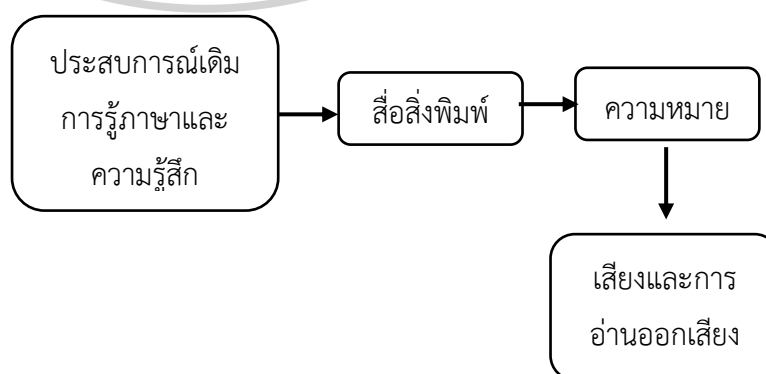 ประสบการณ์เดิม
การรู้ภาษาและ
ความรู้สึก
สื่อสิ่งพิมพ์
ความหมาย
เสียงและการ
อ่านออกเสียง